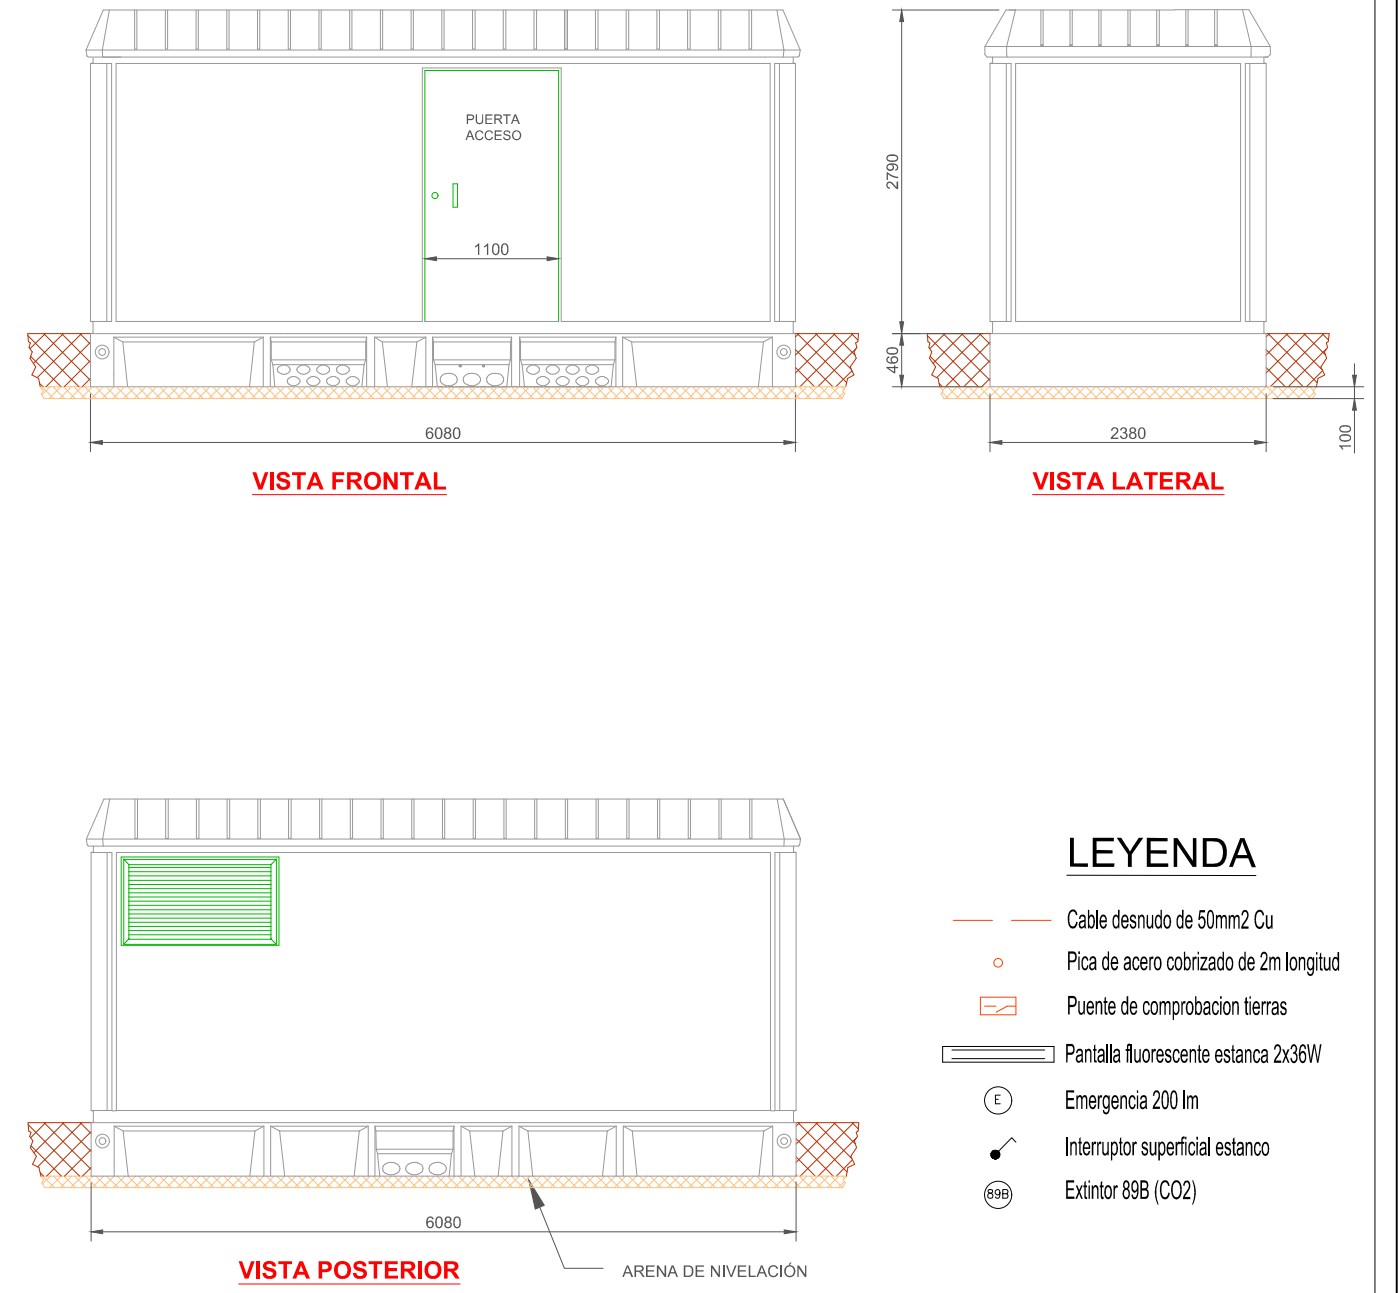 PUERTA
ACCESO
1100
6080
VISTA FRONTAL
2790
460
2380
100
VISTA LATERAL
6080
VISTA POSTERIOR
ARENA DE NIVELACIÓN
LEYENDA
Cable desnudo de 50mm2 Cu
Pica de acero cobrizado de 2m longitud
Puente de comprobacion tierras
Pantalla fluorescente estanca 2x36W
E
Emergencia 200 lm
Interruptor superficial estanco
89B
Extintor 89B (CO2)